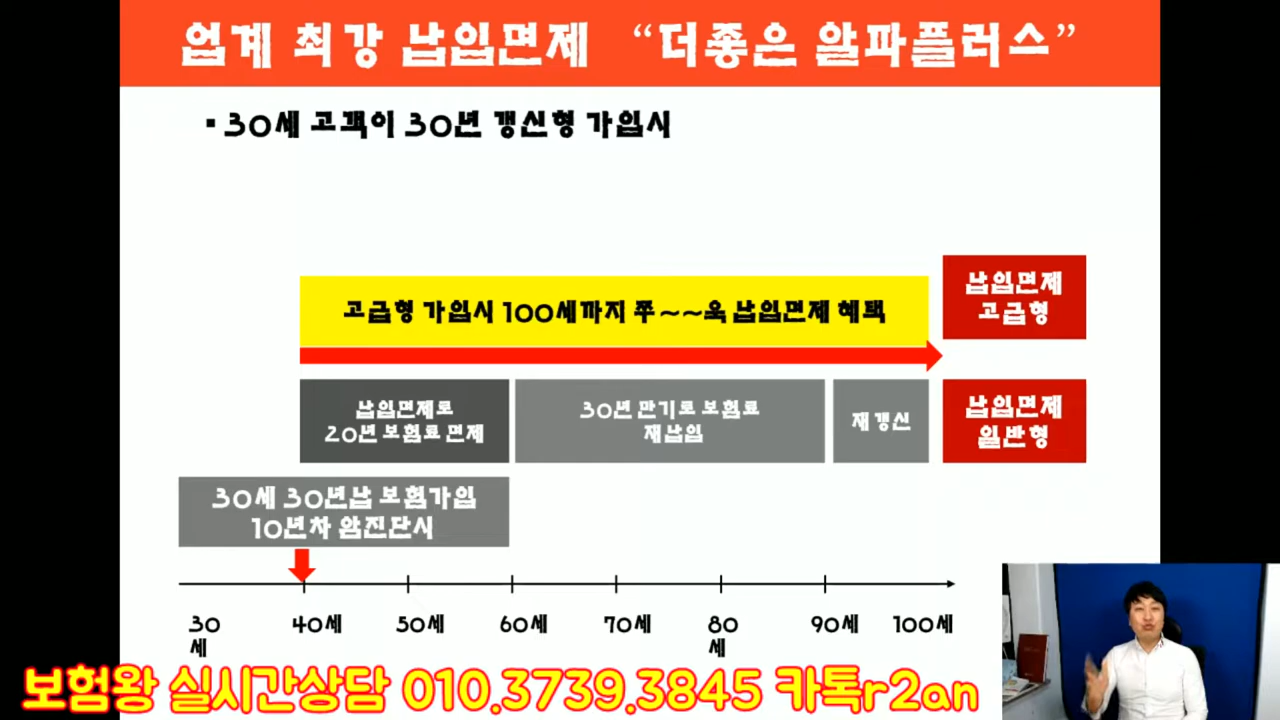 업계 최강 납입면제 “더좋은 알파플러스”
▪ 30세 고객이 30년 갱신형 가입시
고급형 가입시 100세까지 쭈~~욱 납입면제 혜택
납입면제
고급형
납입면제로
20년 보험료 면제
30년 만기로 보험료
재납입
재갱신
납입면제
일반형
30세 30년납 보험가입
10년차 암진단시
30
세
40세
50세
60세
70세
80
세
90세
100세
보험왕 실시간상담 010.3739.3845 카톡r2an